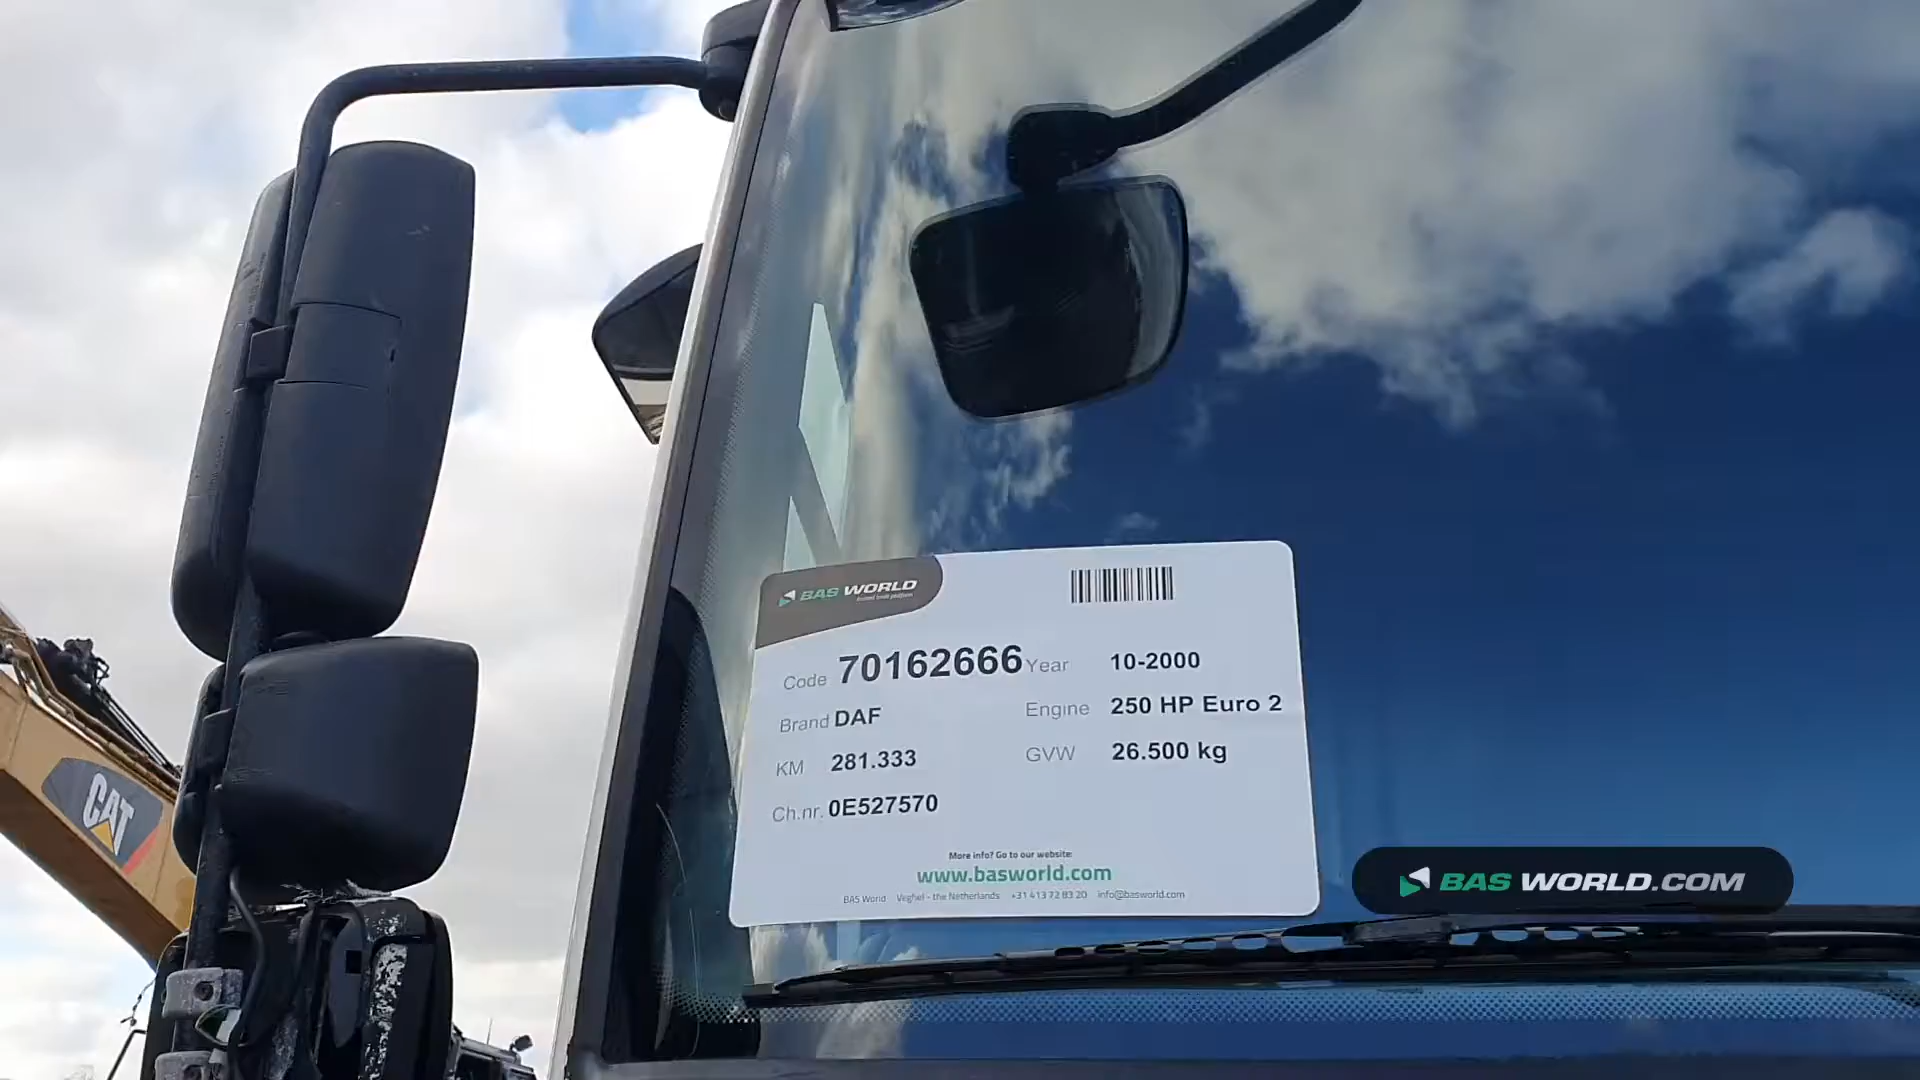 BAS WORLD
Code 70162666 Year 10-2000
Brand DAF Engine 250 HP Euro 2
KM 281.333 GVW 26.500 kg
Ch.nr. 0E527570
More info? Go to our website:
www.basworld.com
BAS World Veghel - the Netherlands +31 413 72 83 20 info@basworld.com
CAT
BAS WORLD.COM